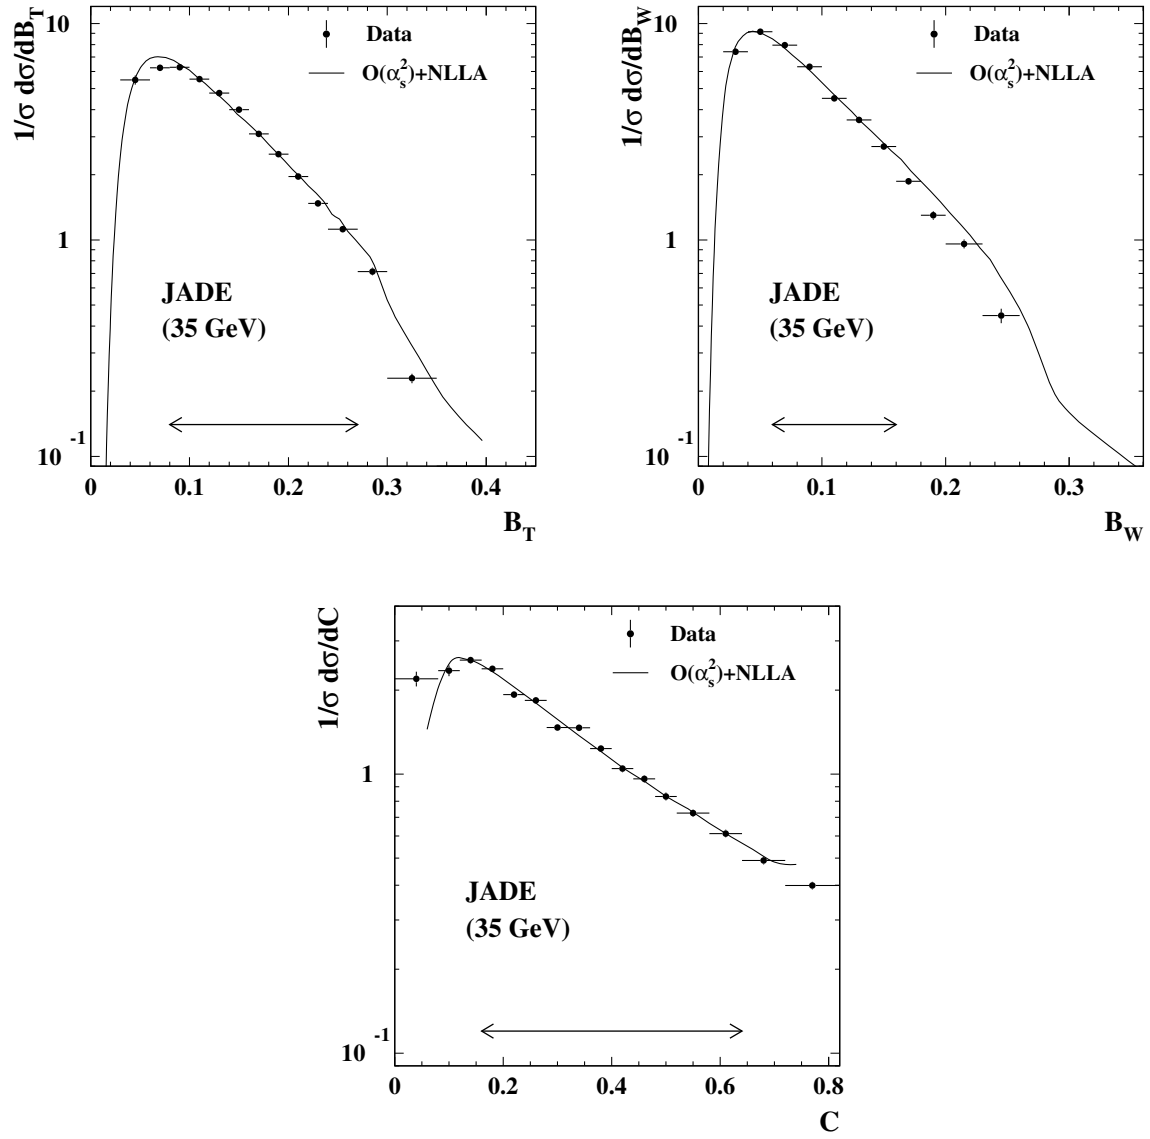 1/σ dσ/dB_T
10
1
10^-1
Data
O(α_s^2)+NLLA
JADE
(35 GeV)
0 0.1 0.2 0.3 0.4
B_T
1/σ dσ/dB_W
10
1
10^-1
Data
O(α_s^2)+NLLA
JADE
(35 GeV)
0 0.1 0.2 0.3
B_W
1/σ dσ/dC
1
10^-1
Data
O(α_s^2)+NLLA
JADE
(35 GeV)
0 0.2 0.4 0.6 0.8
C